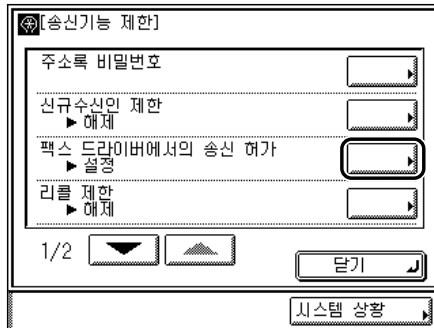 [송신기능 제한]
주소록 비밀번호
신규수신인 제한
▶ 해제
팩스 드라이버에서의 송신 허가
▶ 설정
리콜 제한
▶ 해제
1/2
닫기
시스템 상황